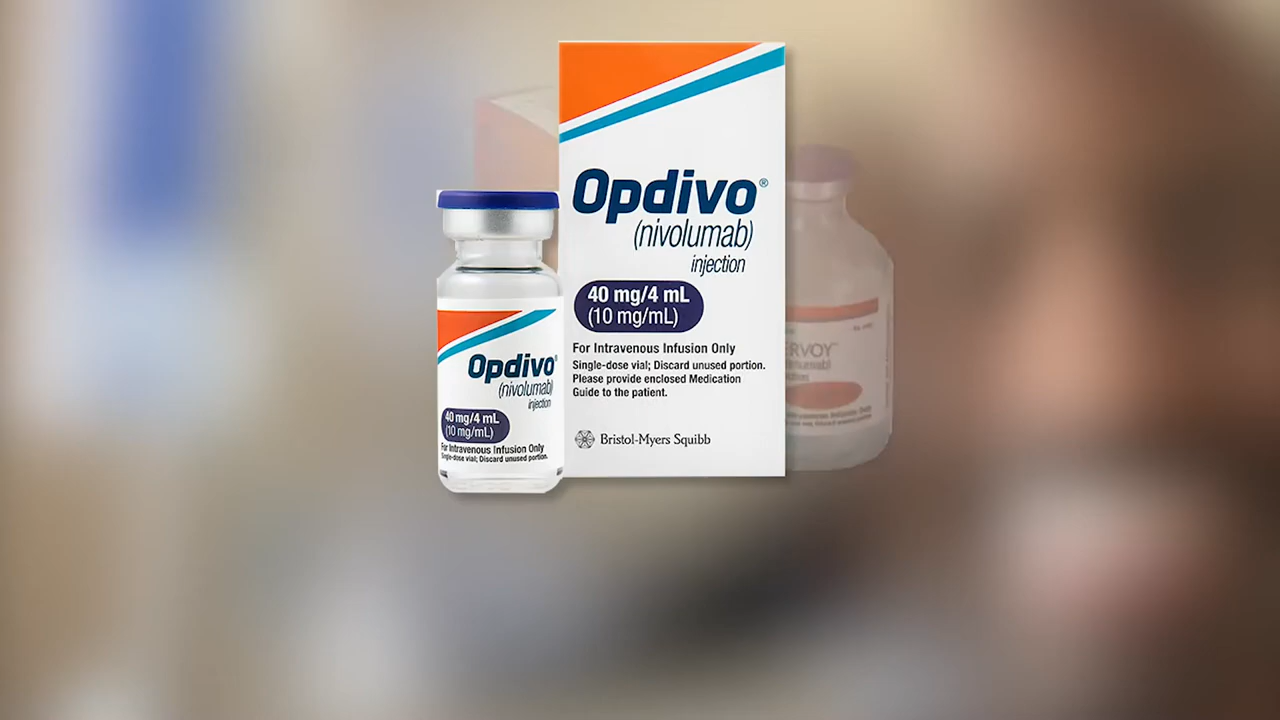 Opdivo®
(nivolumab)
injection
40 mg/4 mL
(10 mg/mL)
For Intravenous Infusion Only
Single-dose vial; Discard unused portion.
Please provide enclosed Medication
Guide to the patient.
Bristol-Myers Squibb
Opdivo®
(nivolumab)
injection
40 mg/4 mL
(10 mg/mL)
For Intravenous Infusion Only
Single-dose vial; Discard unused portion.
ERVOY™